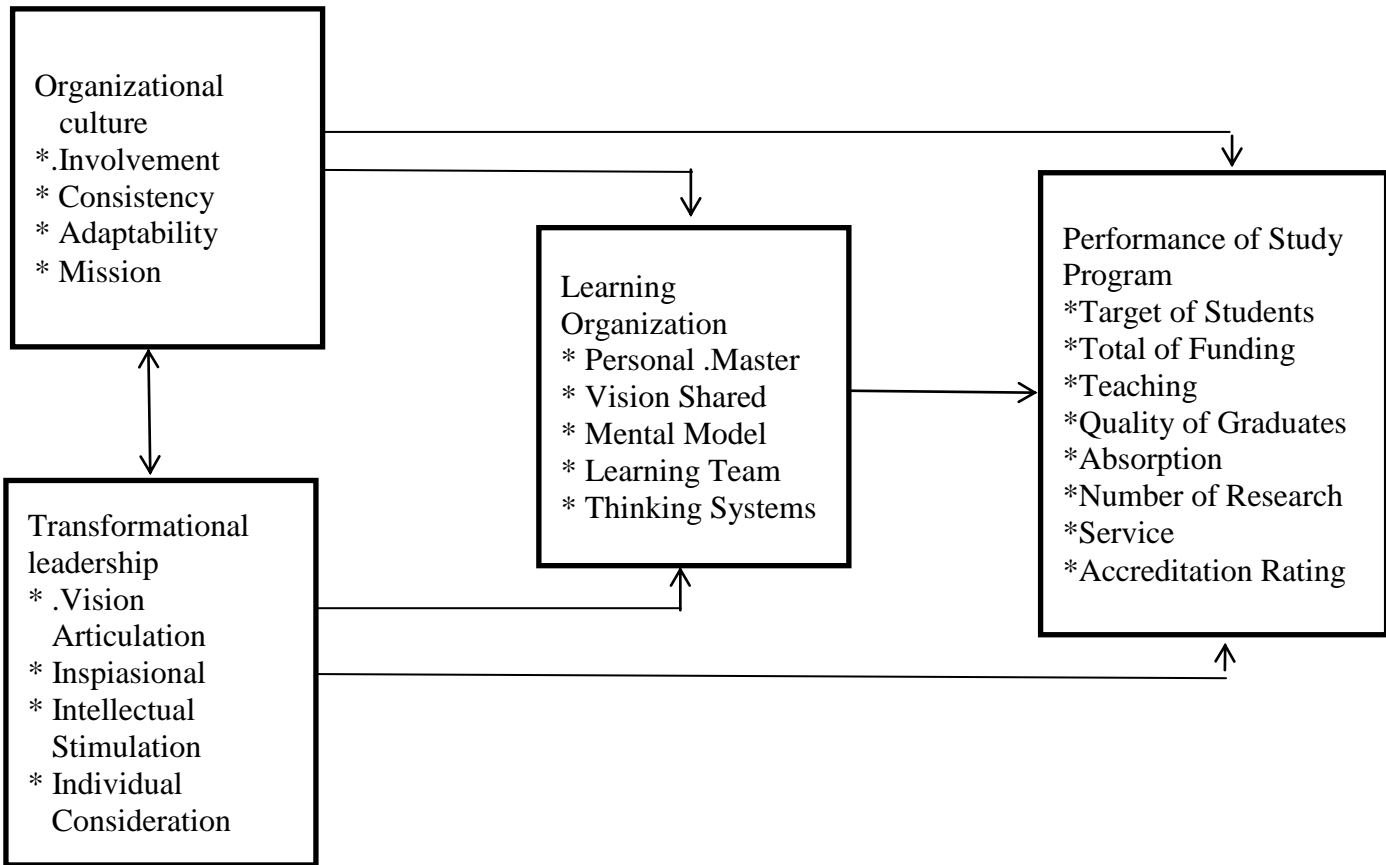 Organizational
culture
*.Involvement
* Consistency
* Adaptability
* Mission
Transformational
leadership
* .Vision
Articulation
* Inspiasional
* Intellectual
Stimulation
* Individual
Consideration
Learning
Organization
* Personal .Master
* Vision Shared
* Mental Model
* Learning Team
* Thinking Systems
Performance of Study
Program
*Target of Students
*Total of Funding
*Teaching
*Quality of Graduates
*Absorption
*Number of Research
*Service
*Accreditation Rating